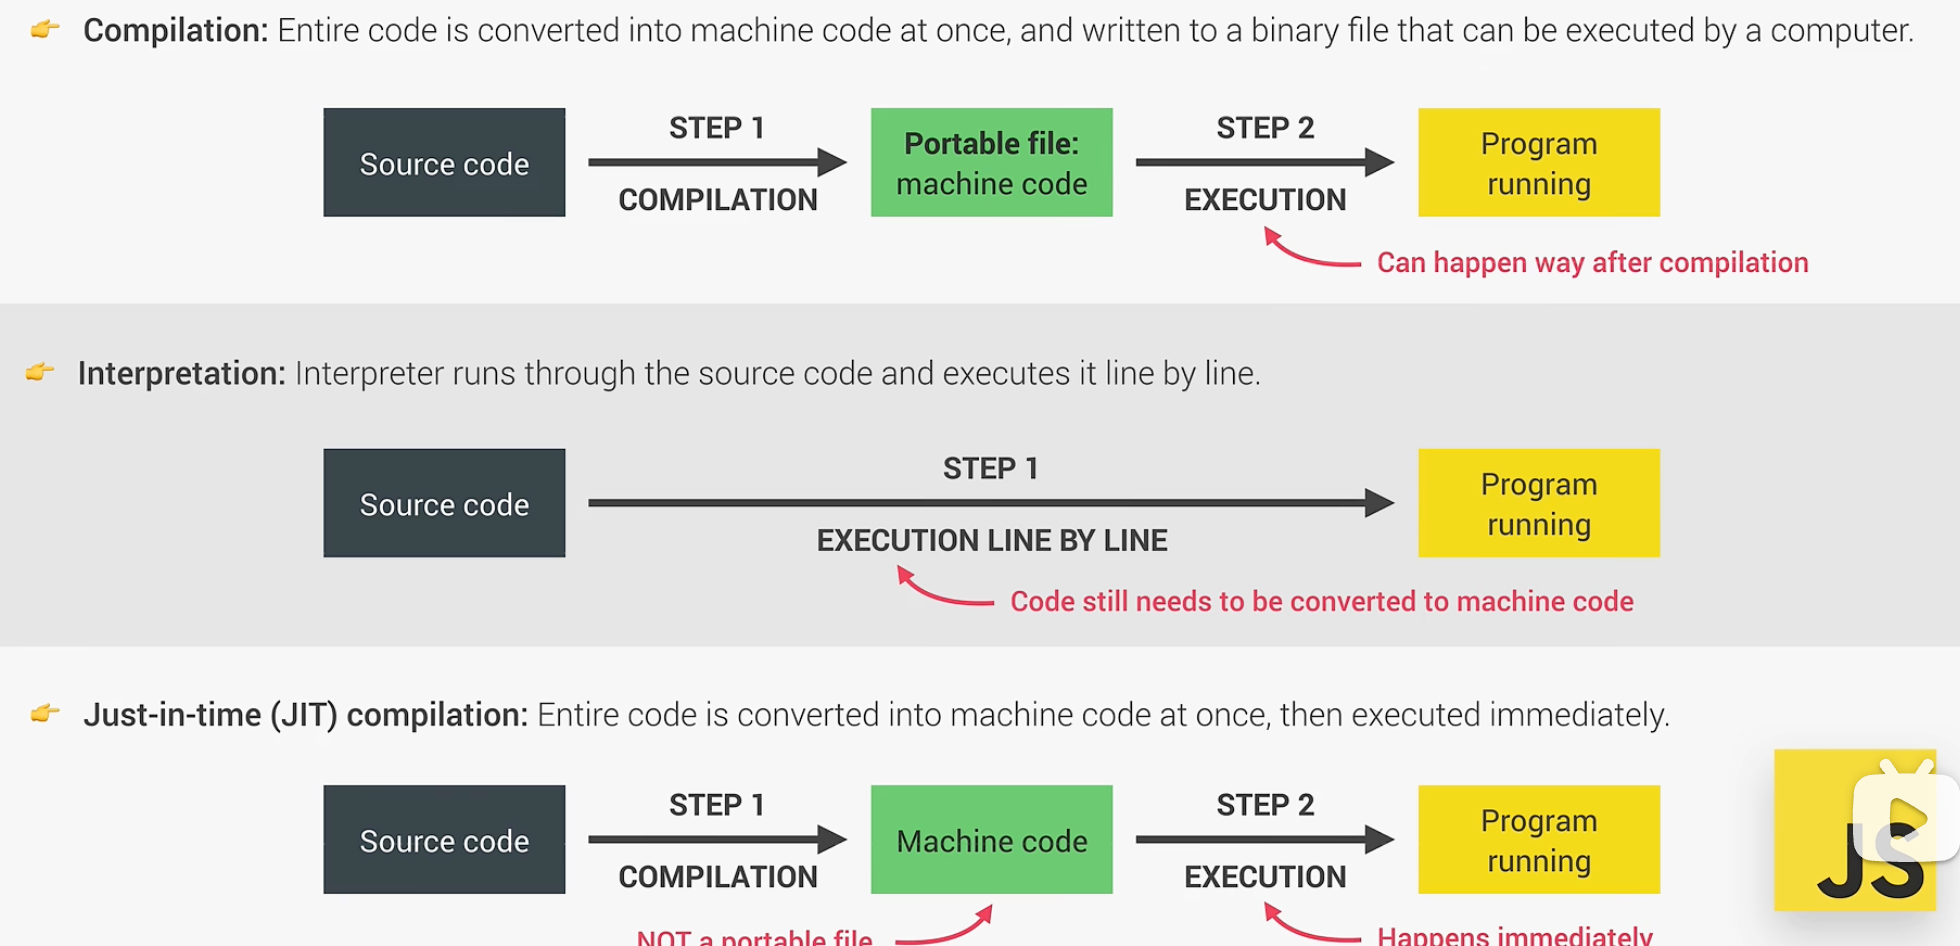 Compilation: Entire code is converted into machine code at once, and written to a binary file that can be executed by a computer.
Source code
STEP 1
COMPILATION
Portable file:
machine code
STEP 2
EXECUTION
Program
running
Can happen way after compilation
Interpretation: Interpreter runs through the source code and executes it line by line.
Source code
STEP 1
EXECUTION LINE BY LINE
Program
running
Code still needs to be converted to machine code
Just-in-time (JIT) compilation: Entire code is converted into machine code at once, then executed immediately.
Source code
STEP 1
COMPILATION
Machine code
STEP 2
EXECUTION
Program
running
JS
NOT a portable file
Happens immediately